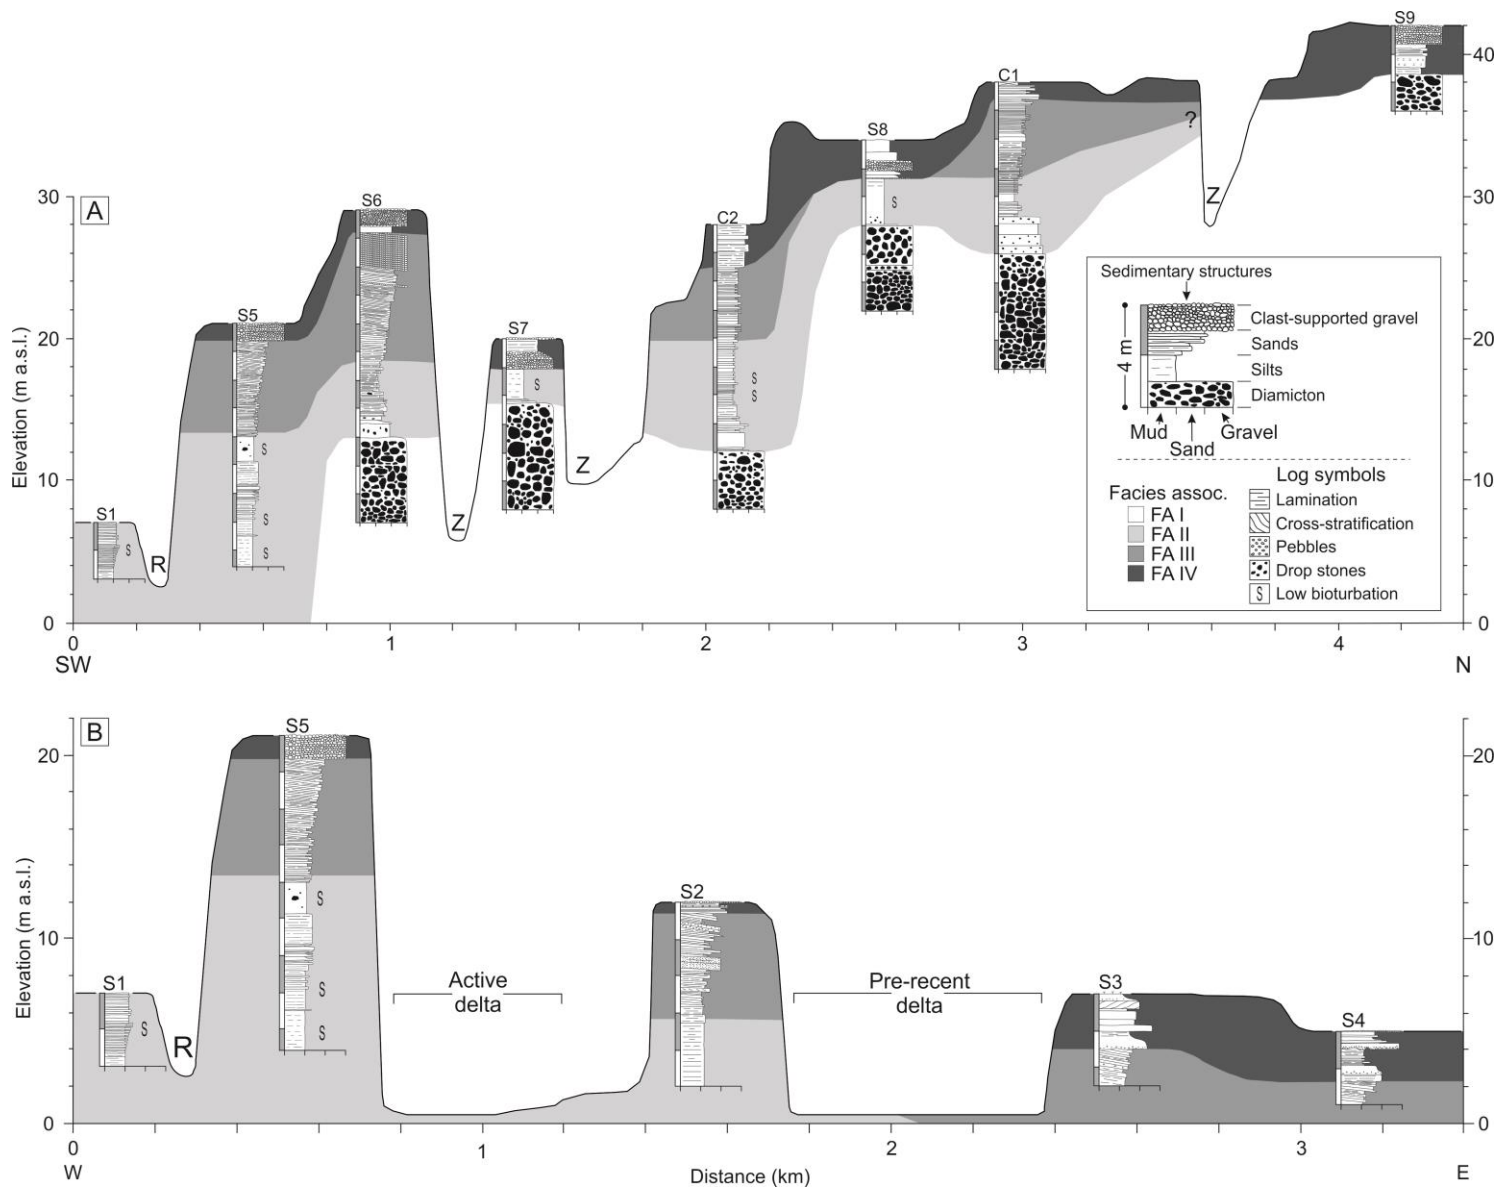 A
S9
C1
S8
S6
C2
S5
S7
S1
R
Z
Z
Z
?
S
S
S
S
S
S
S
S
40
30
20
10
0
30
20
10
0
Elevation (m a.s.l.)
0 1 2 3 4
SW N
Sedimentary structures
4 m
Clast-supported gravel
Sands
Silts
Diamicton
Mud
Sand
Gravel
Facies assoc.
FA I
FA II
FA III
FA IV
Log symbols
Lamination
Cross-stratification
Pebbles
Drop stones
S Low bioturbation
B
S5
S1
S2
S3
S4
R
S
S
S
S
Active
delta
Pre-recent
delta
20
10
0
20
10
0
Elevation (m a.s.l.)
0 1 2 3
W Distance (km) E